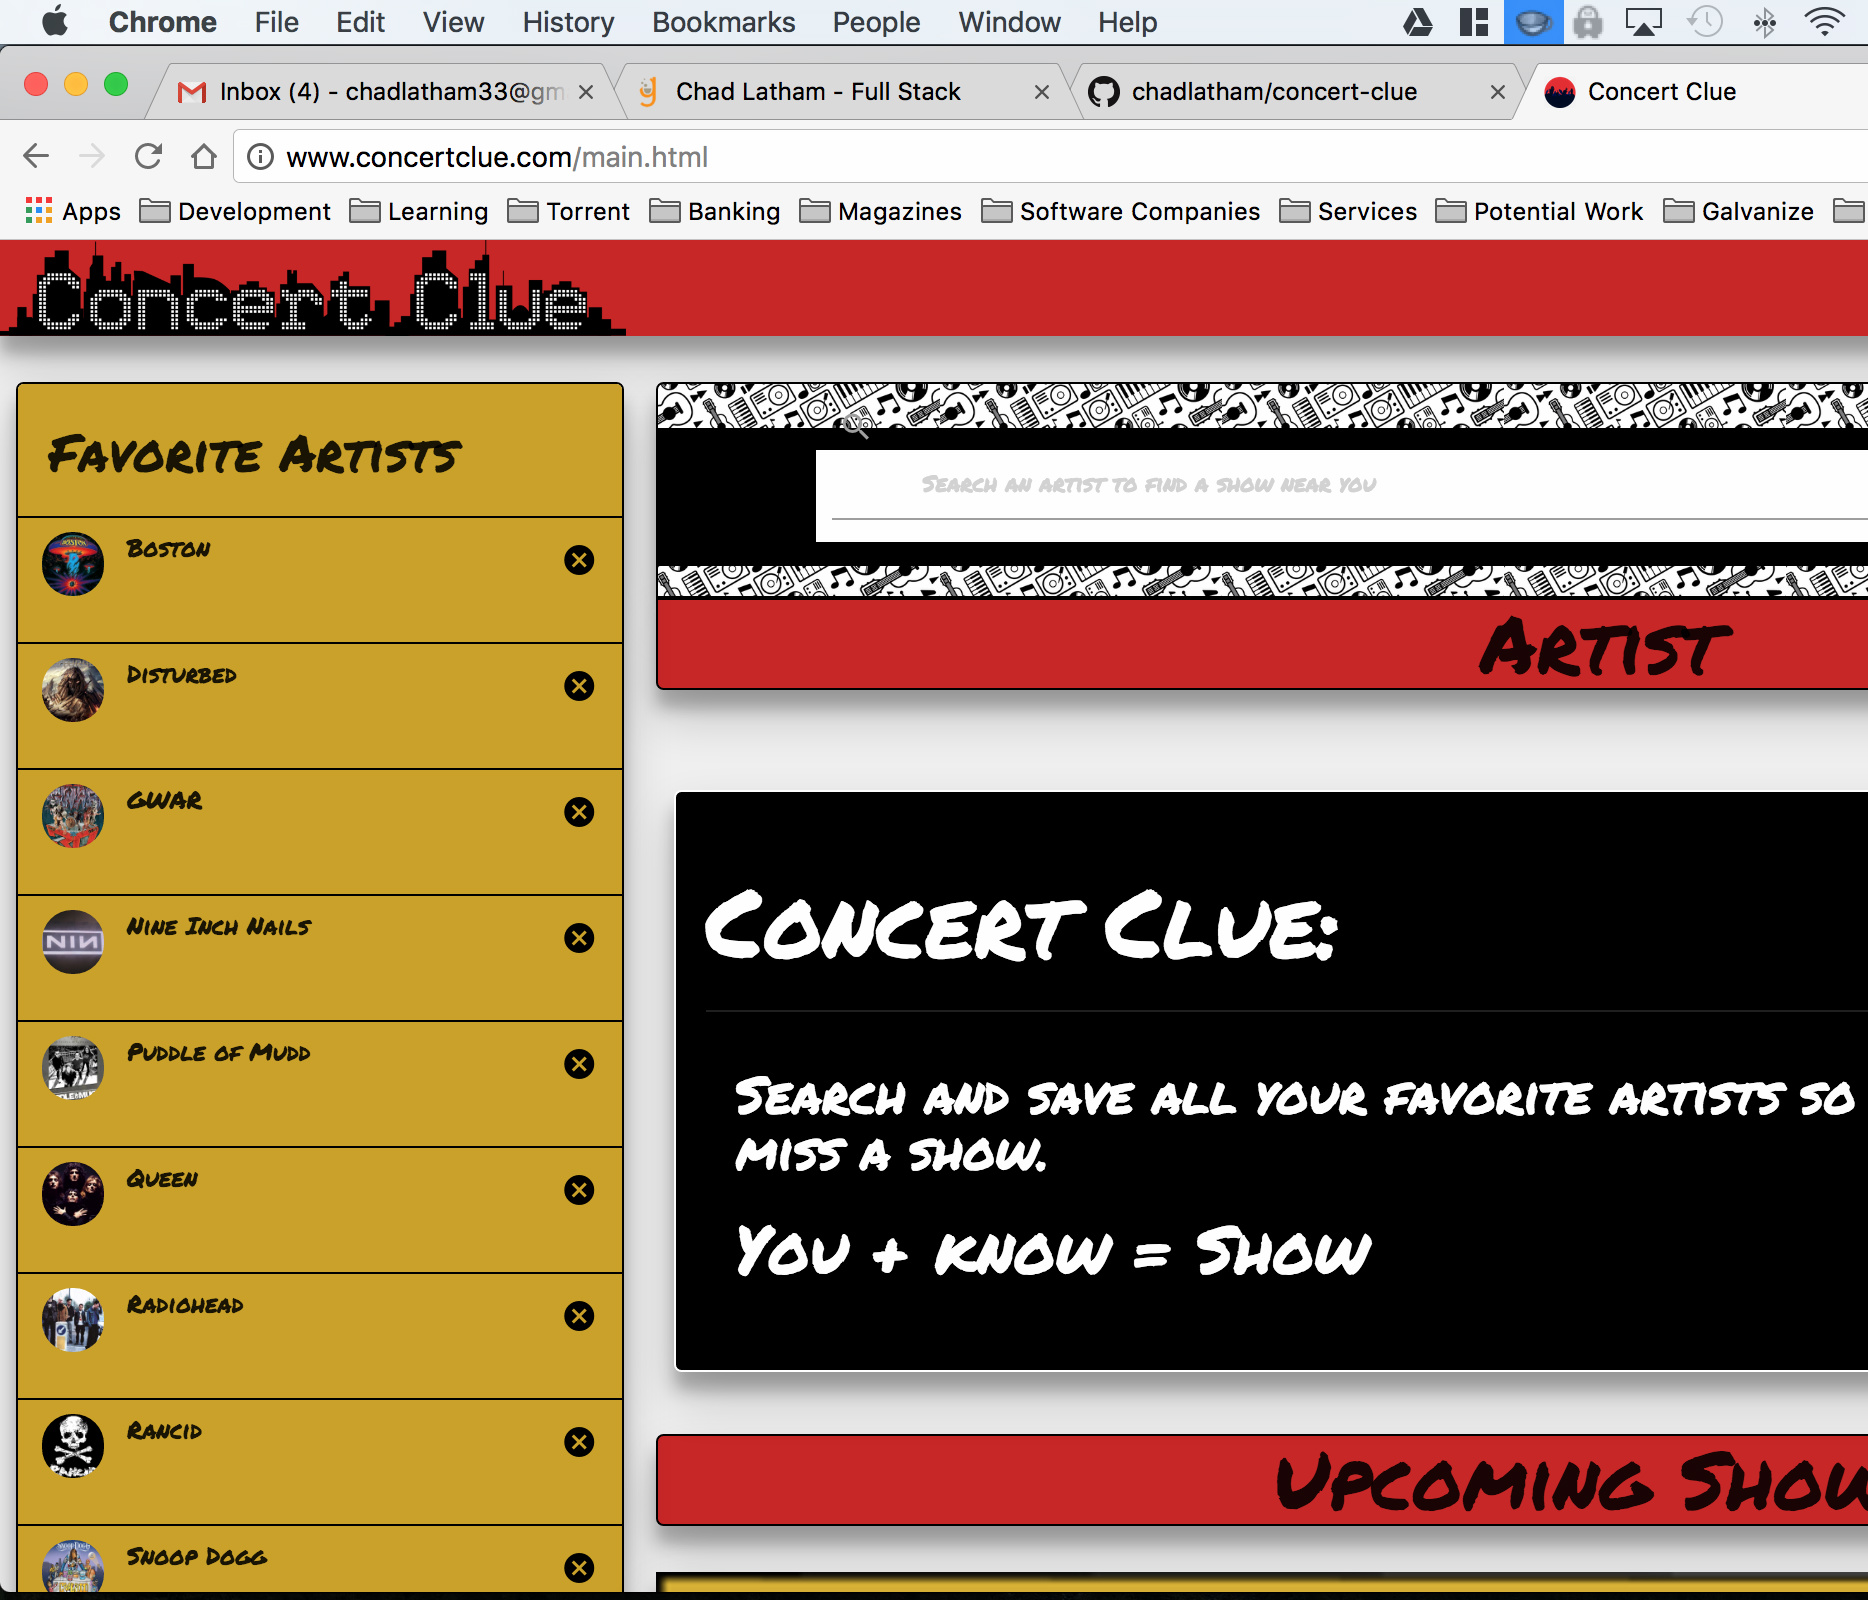 Chrome File Edit View History Bookmarks People Window Help
Inbox (4) - chadlatham33@gm
Chad Latham - Full Stack
chadlatham/concert-clue
Concert Clue
www.concertclue.com/main.html
Apps Development Learning Torrent Banking Magazines Software Companies Services Potential Work Galvanize
Concert Clue
Favorite Artists
Search an artist to find a show near you
Boston
Artist
Disturbed
GWAR
Nine Inch Nails
Puddle of Mudd
Queen
Radiohead
Rancid
Snoop Dogg
Concert Clue:
Search and save all your favorite artists so
miss a show.
You + know = Show
Upcoming Show